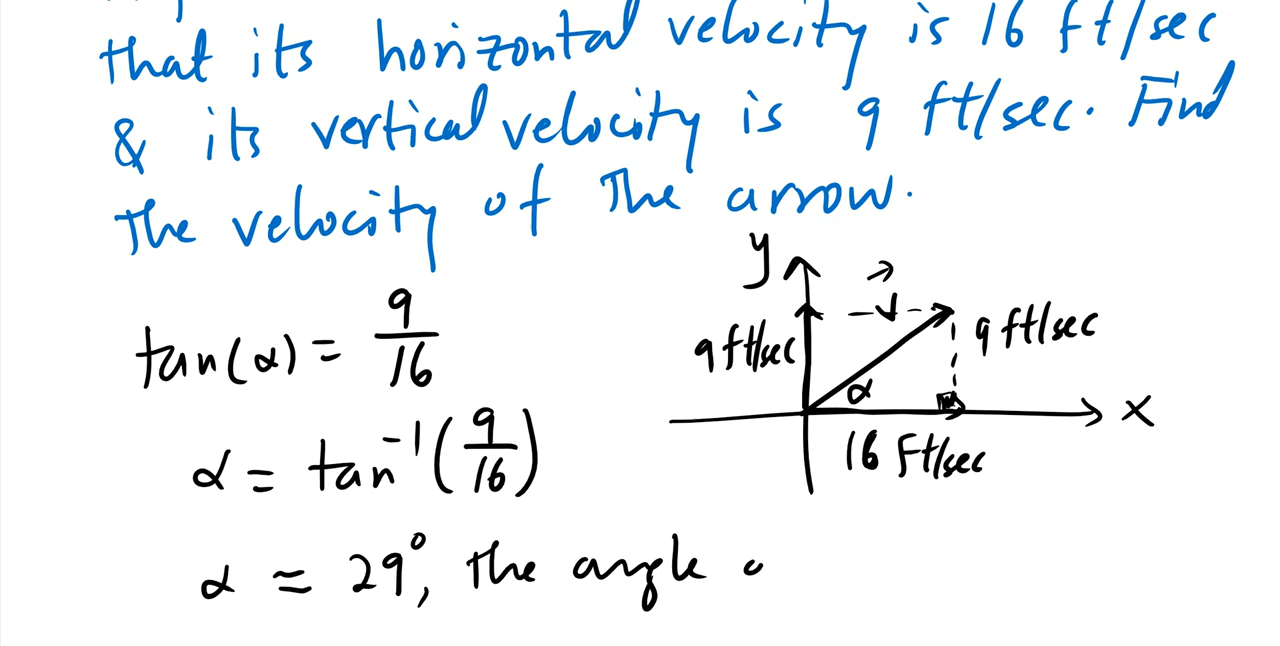 that its horizontal velocity is 16 ft/sec
& its vertical velocity is 9 ft/sec. Find
the velocity of the arrow.
tan(α) = 9/16
α = tan⁻¹(9/16)
α ≈ 29°, the angle o
y
v⃗
9 ft/sec
9 ft/sec
α
x
16 Ft/sec